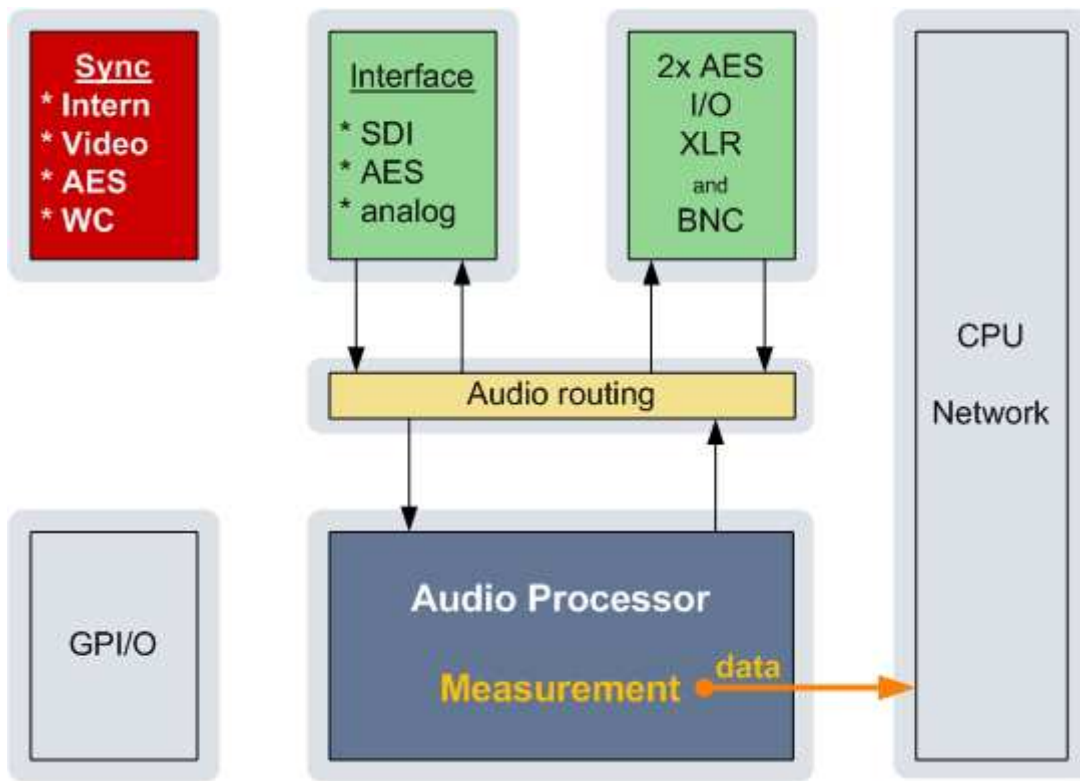 Sync
* Intern
* Video
* AES
* WC
Interface
* SDI
* AES
* analog
2x AES
I/O
XLR
and
BNC
CPU
Network
Audio routing
GPI/O
Audio Processor
Measurement
data